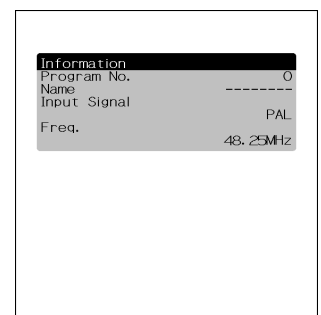 Information
Program No. 0
Name --------
Input Signal
PAL
Freq.
48.25MHz